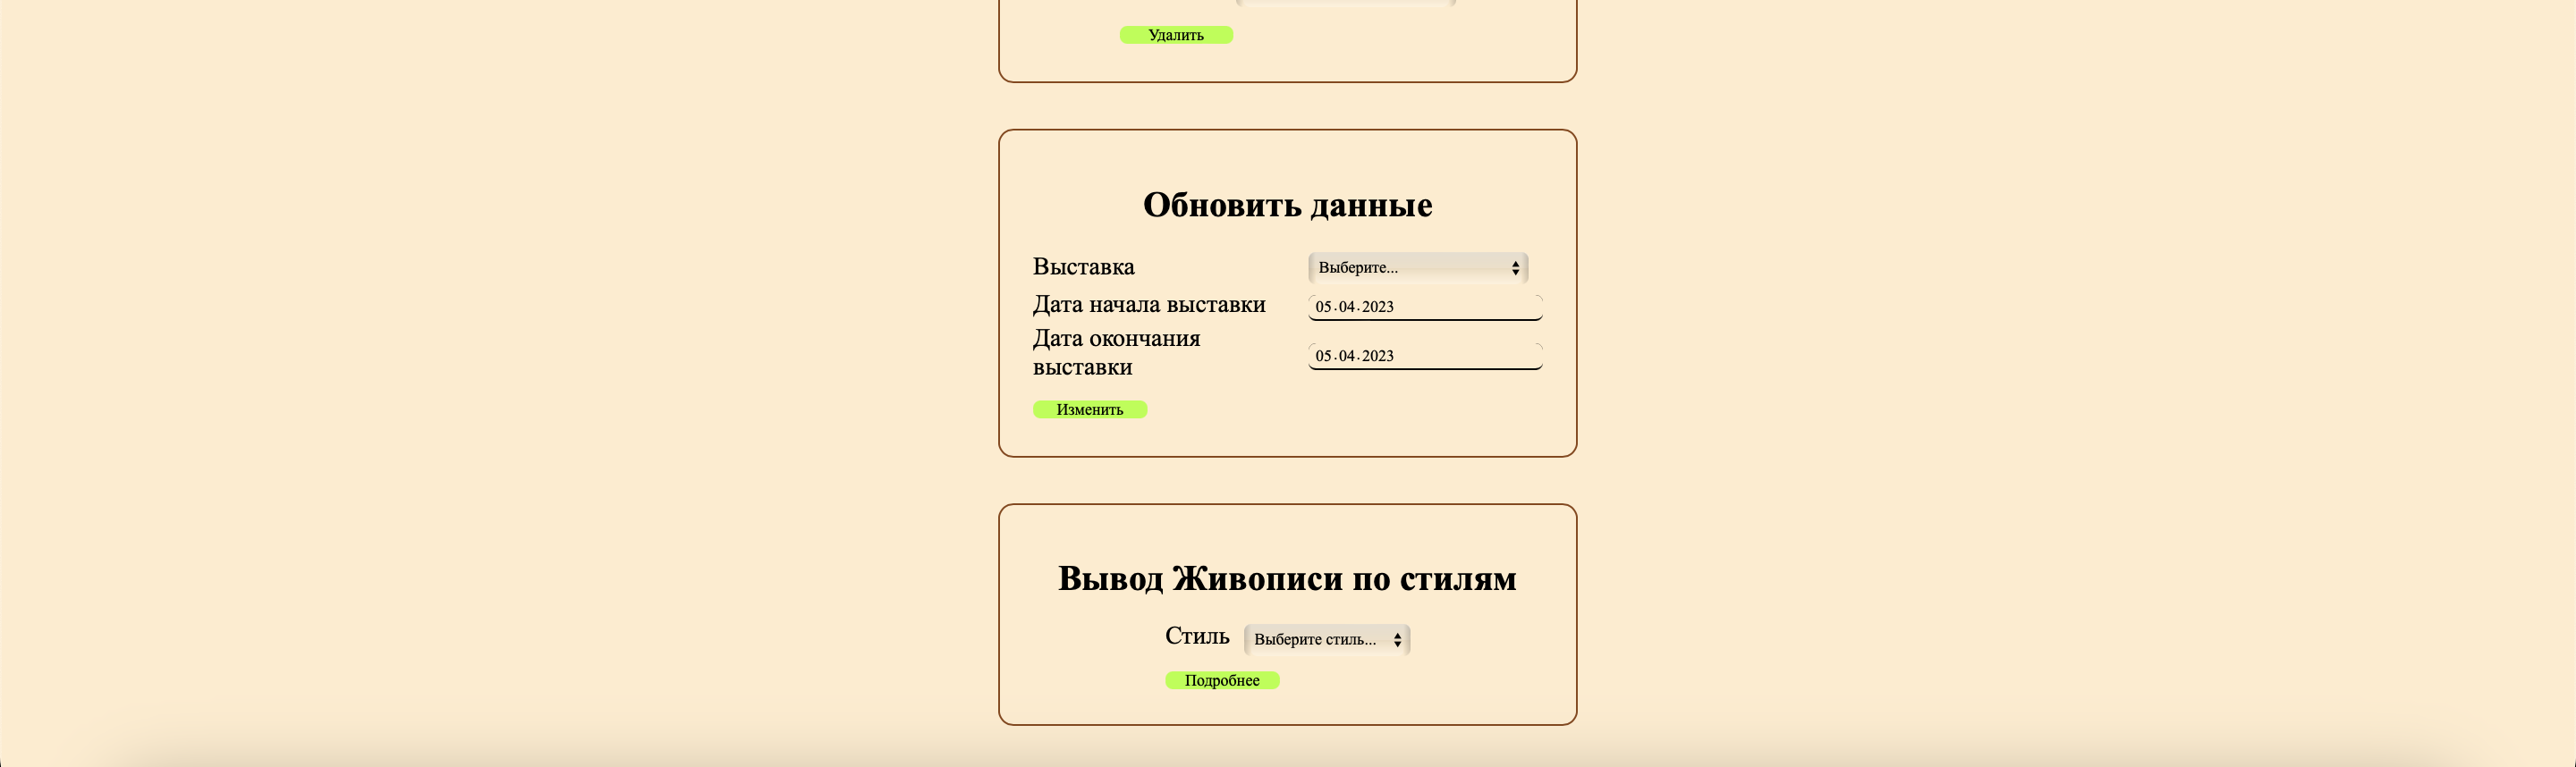 Удалить
Обновить данные
Выставка Выберите...
Дата начала выставки 05.04.2023
Дата окончания
выставки 05.04.2023
Изменить
Вывод Живописи по стилям
Стиль Выберите стиль...
Подробнее